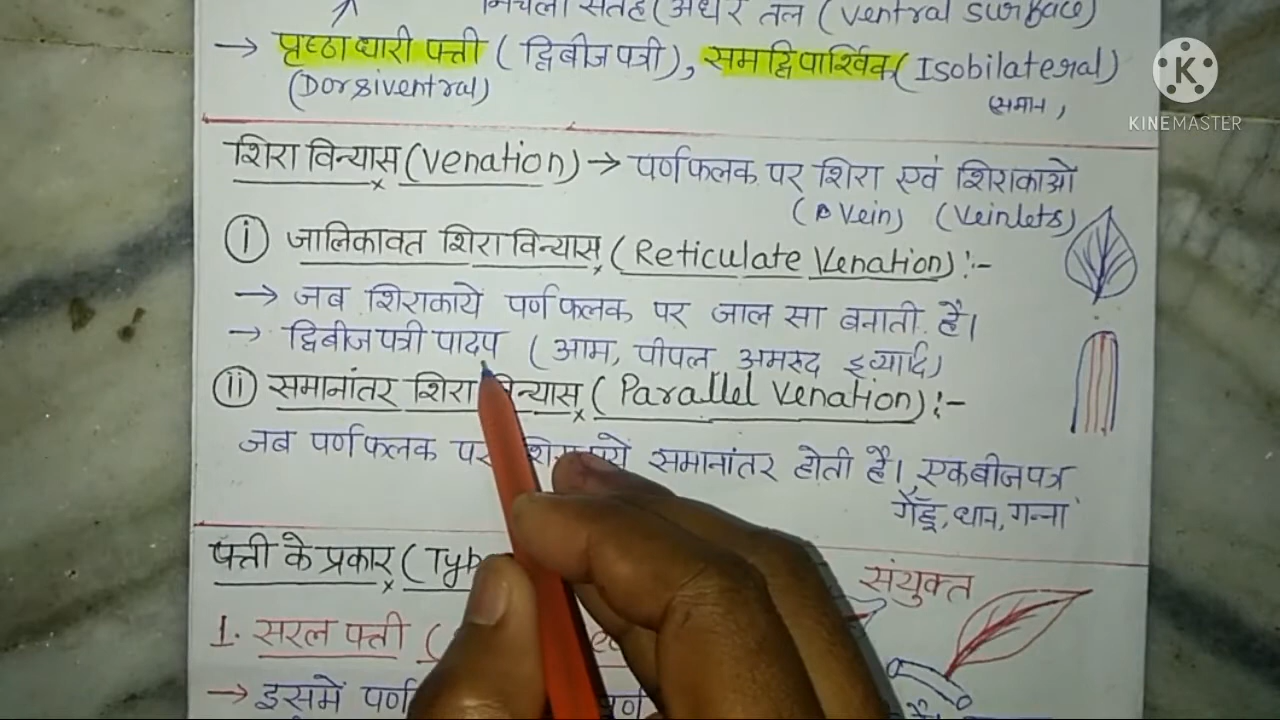 निचली सतह (अधर तल (ventral surface)
→ पृष्ठाधारी पत्ती (द्विबीजपत्री), समद्विपार्श्विक (Isobilateral)
(Dorsiventral) समान,
KINEMASTER
शिराविन्यास (venation) → पर्णफलक पर शिरा एवं शिराकाओ
(Vein) (Veinlets)
(i) जालिकावत शिराविन्यास (Reticulate Venation) :-
→ जब शिराकाये पर्णफलक पर जाल सा बनाती है।
→ द्विबीजपत्री पादप (आम, पीपल, अमरूद इत्यादि)
(ii) समानांतर शिराविन्यास (Parallel Venation) :-
जब पर्णफलक पर समानांतर होती है। एकबीजपत्र
गेहूँ, धान, गन्ना
पत्ती के प्रकार (Typ
संयुक्त
1. सरल पत्ती (
→ इसमें पर्ण